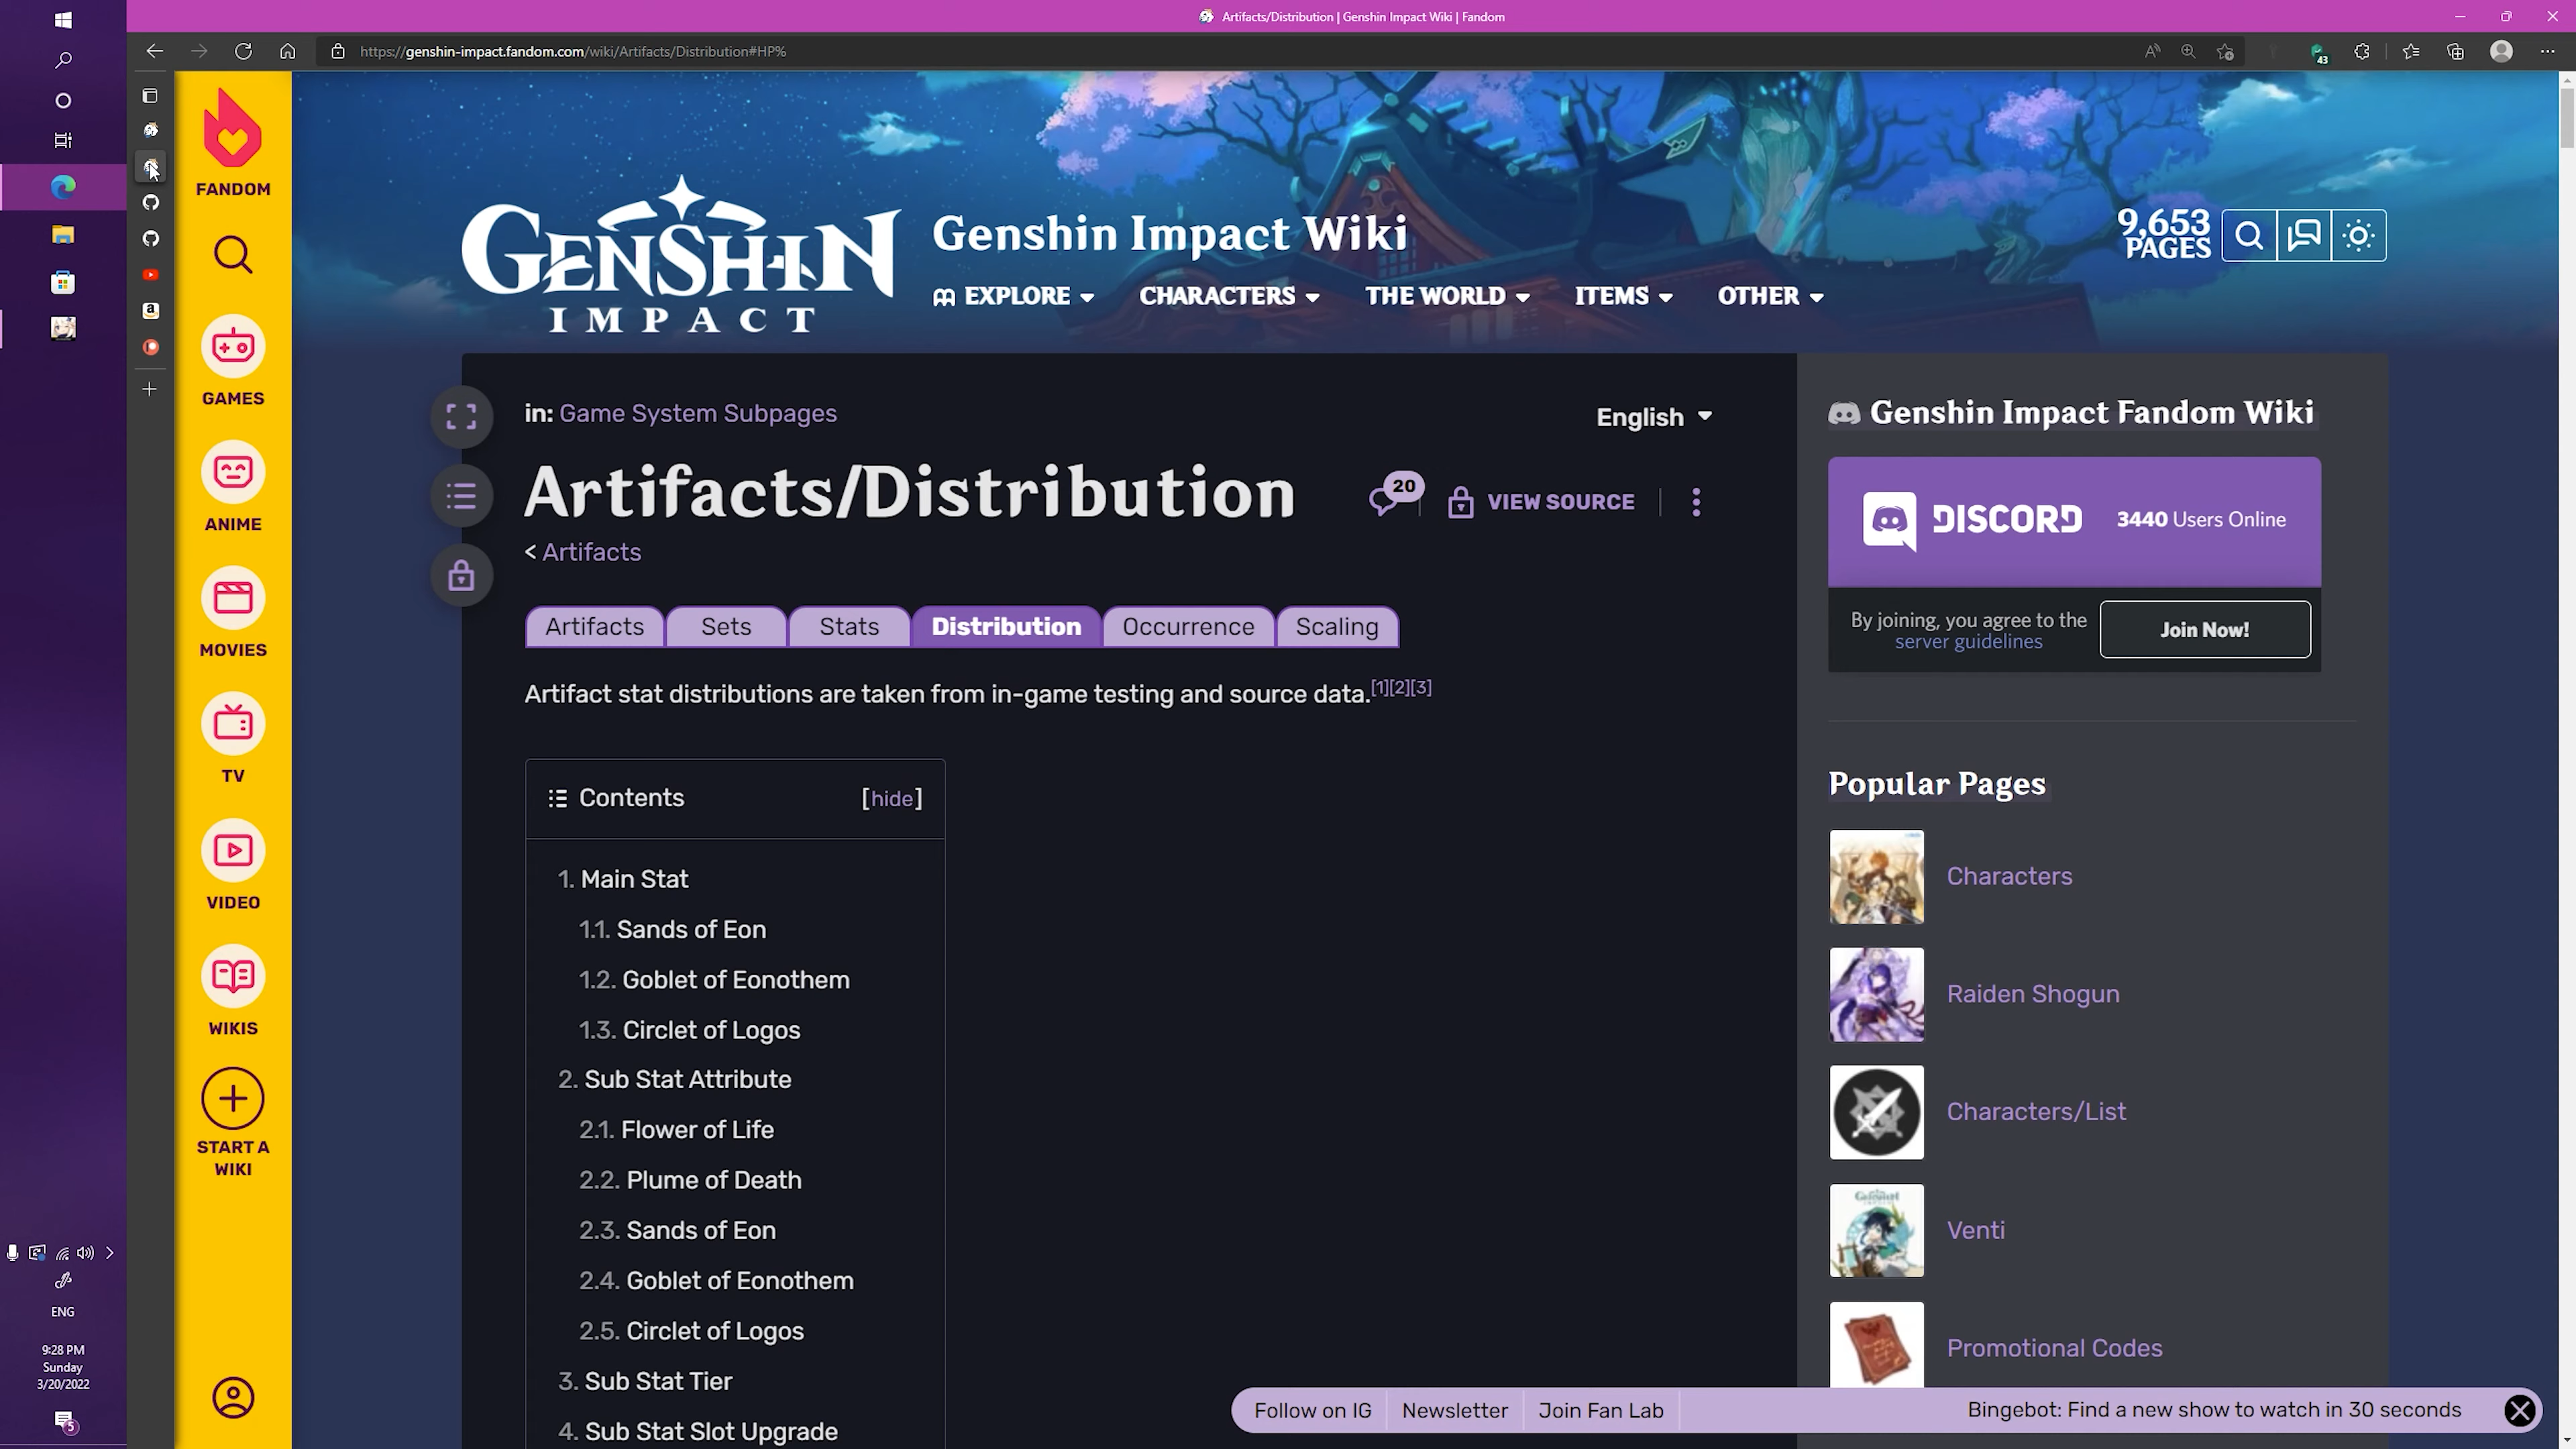 Artifacts/Distribution | Genshin Impact Wiki | Fandom
https://genshin-impact.fandom.com/wiki/Artifacts/Distribution#HP%
43
FANDOM
GAMES
ANIME
MOVIES
TV
VIDEO
WIKIS
START A
WIKI
GENSHIN
IMPACT
Genshin Impact Wiki
EXPLORE
CHARACTERS
THE WORLD
ITEMS
OTHER
9,653
PAGES
in: Game System Subpages
English
Artifacts/Distribution
20
VIEW SOURCE
< Artifacts
Artifacts
Sets
Stats
Distribution
Occurrence
Scaling
Artifact stat distributions are taken from in-game testing and source data.[1][2][3]
Contents
[hide]
1. Main Stat
1.1. Sands of Eon
1.2. Goblet of Eonothem
1.3. Circlet of Logos
2. Sub Stat Attribute
2.1. Flower of Life
2.2. Plume of Death
2.3. Sands of Eon
2.4. Goblet of Eonothem
2.5. Circlet of Logos
3. Sub Stat Tier
4. Sub Stat Slot Upgrade
Genshin Impact Fandom Wiki
DISCORD
3440 Users Online
By joining, you agree to the
server guidelines
Join Now!
Popular Pages
Characters
Raiden Shogun
Characters/List
Venti
Promotional Codes
Follow on IG
Newsletter
Join Fan Lab
Bingebot: Find a new show to watch in 30 seconds
ENG
9:28 PM
Sunday
3/20/2022
5